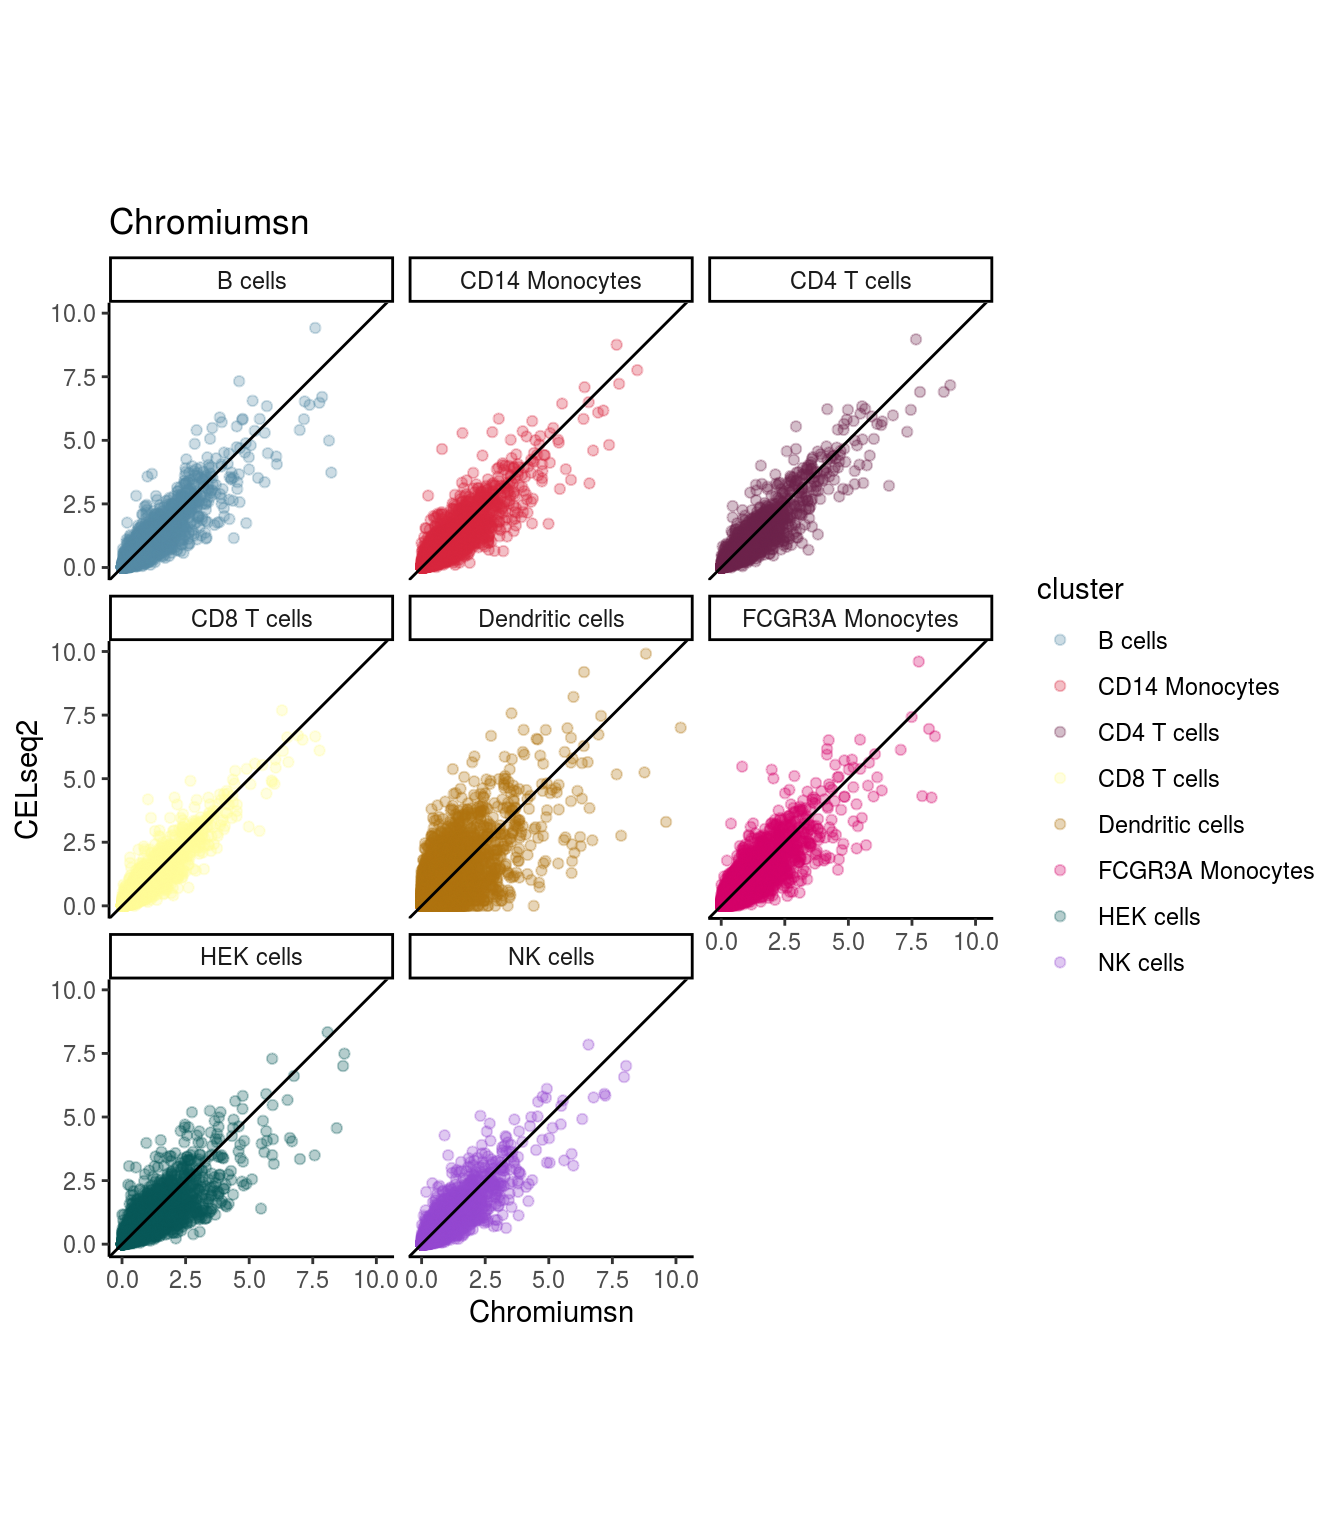 Chromiumsn
B cells
CD14 Monocytes
CD4 T cells
10.0
7.5
5.0
2.5
0.0
CD8 T cells
Dendritic cells
FCGR3A Monocytes
10.0
7.5
5.0
2.5
0.0
0.0 2.5 5.0 7.5 10.0
HEK cells
NK cells
10.0
7.5
5.0
2.5
0.0
0.0 2.5 5.0 7.5 10.0
0.0 2.5 5.0 7.5 10.0
Chromiumsn
CELseq2
cluster
B cells
CD14 Monocytes
CD4 T cells
CD8 T cells
Dendritic cells
FCGR3A Monocytes
HEK cells
NK cells